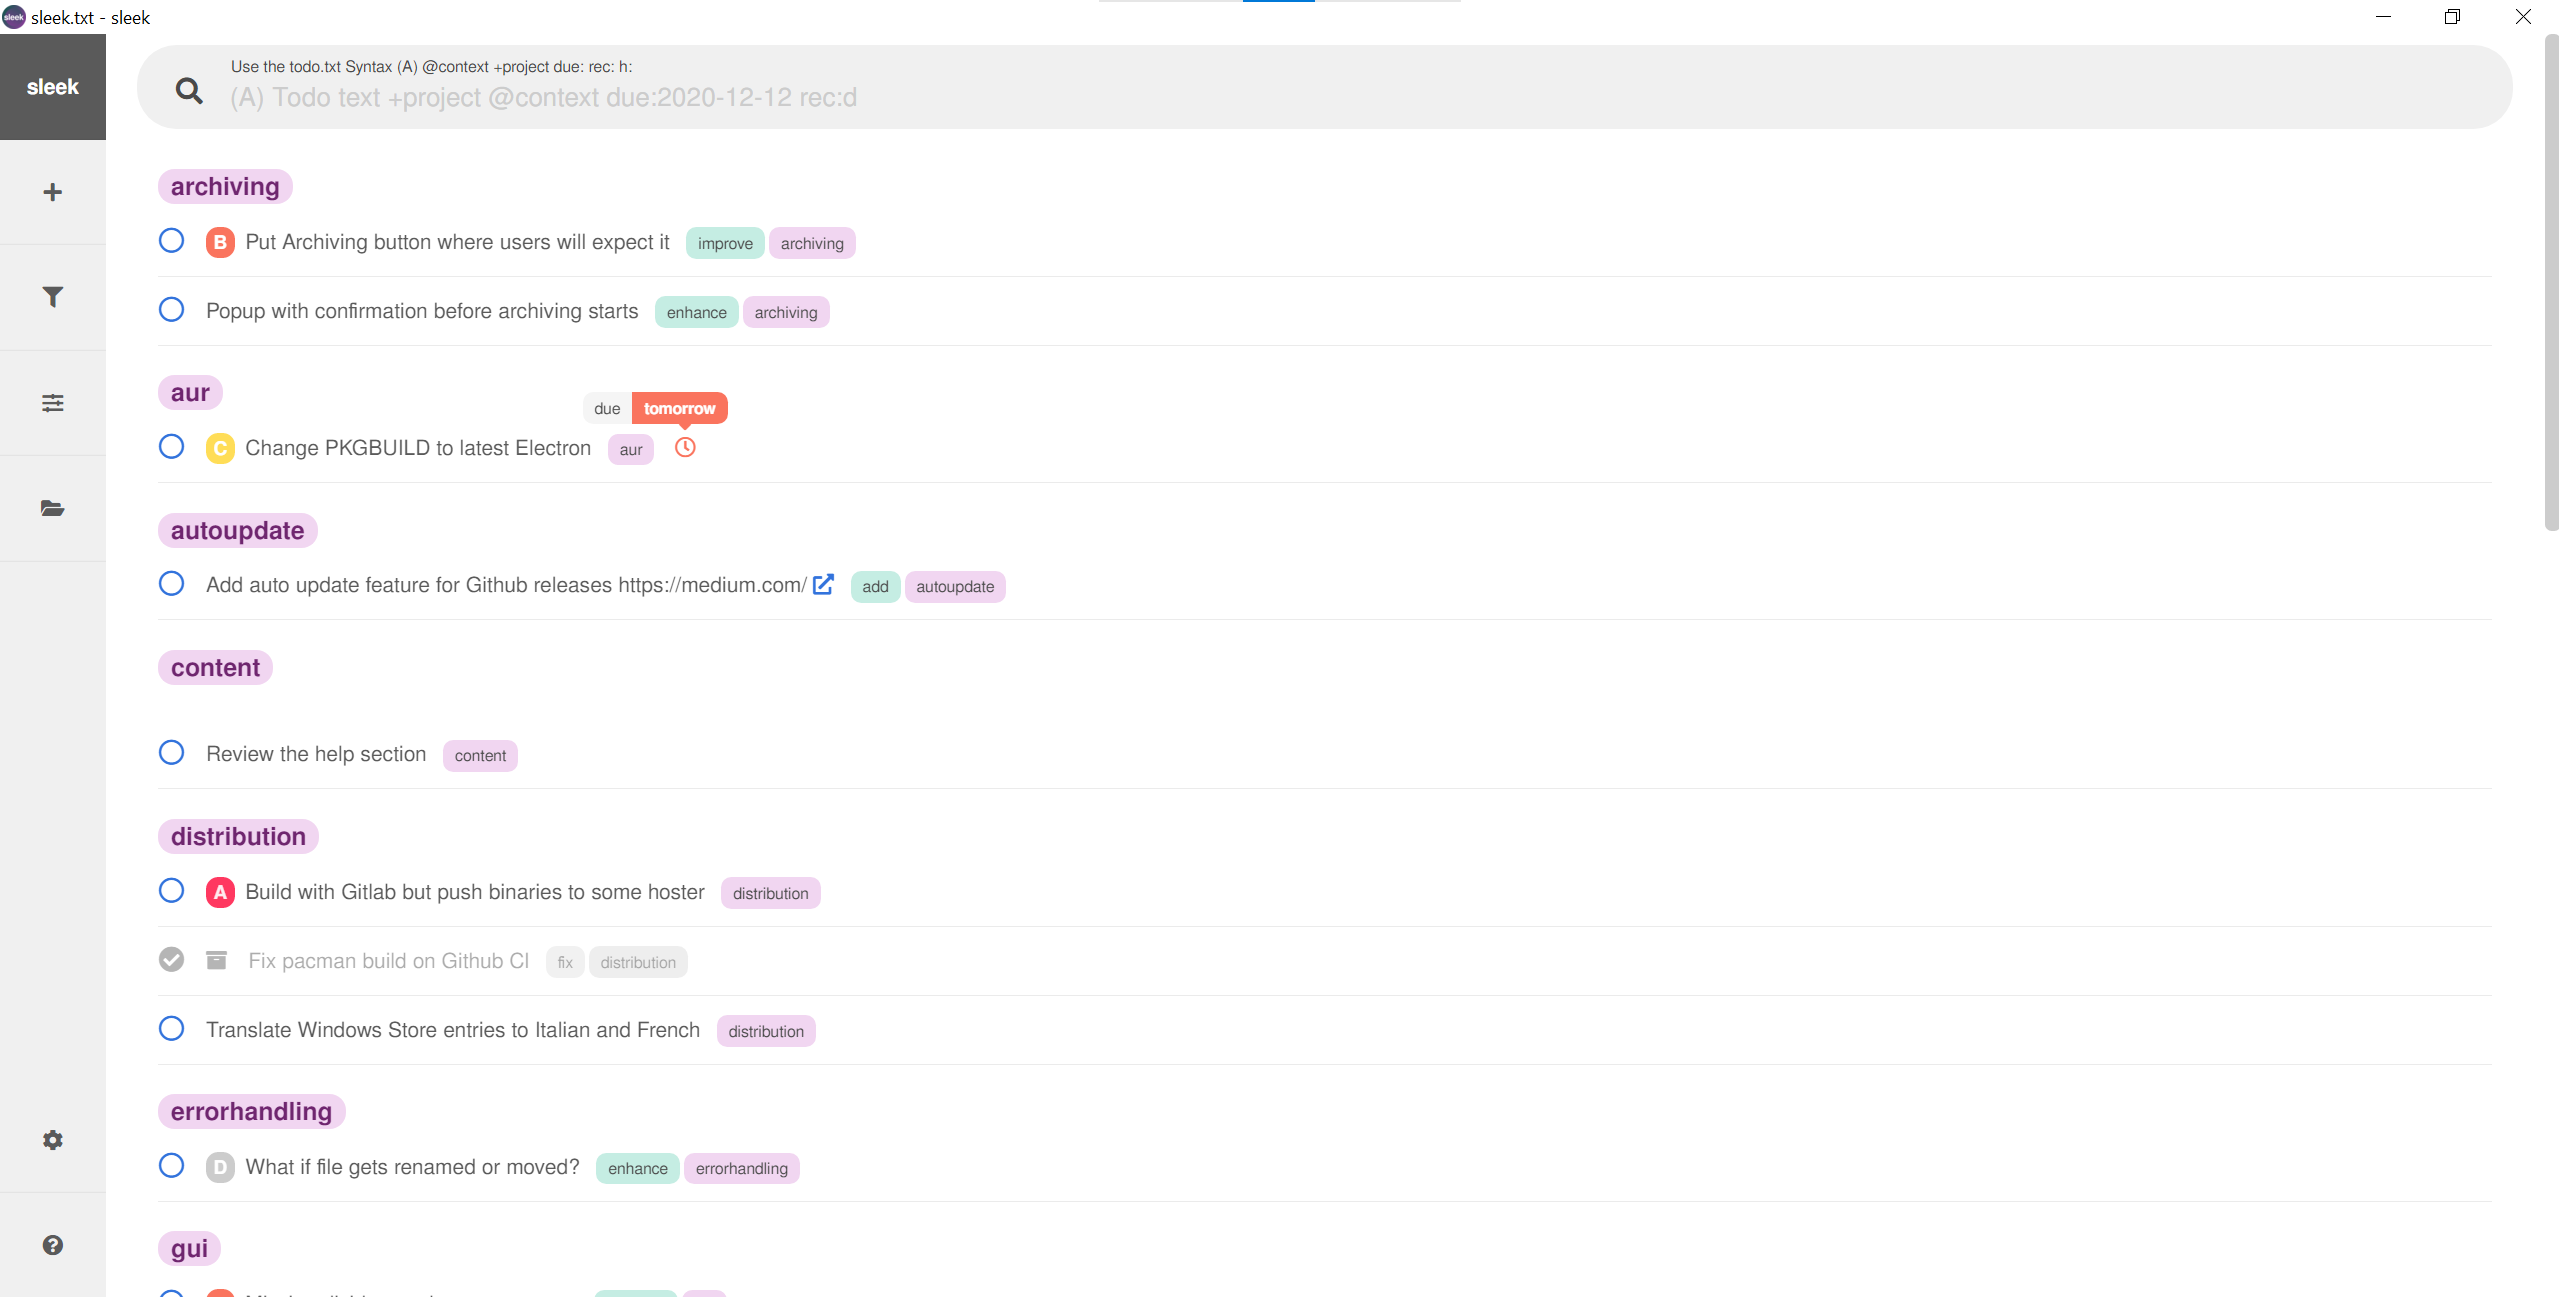 sleek sleek.txt - sleek
sleek
Use the todo.txt Syntax (A) @context +project due: rec: h:
(A) Todo text +project @context due:2020-12-12 rec:d
archiving
B Put Archiving button where users will expect it improve archiving
Popup with confirmation before archiving starts enhance archiving
aur
due tomorrow
C Change PKGBUILD to latest Electron aur
autoupdate
Add auto update feature for Github releases https://medium.com/ add autoupdate
content
Review the help section content
distribution
A Build with Gitlab but push binaries to some hoster distribution
Fix pacman build on Github CI fix distribution
Translate Windows Store entries to Italian and French distribution
errorhandling
D What if file gets renamed or moved? enhance errorhandling
gui